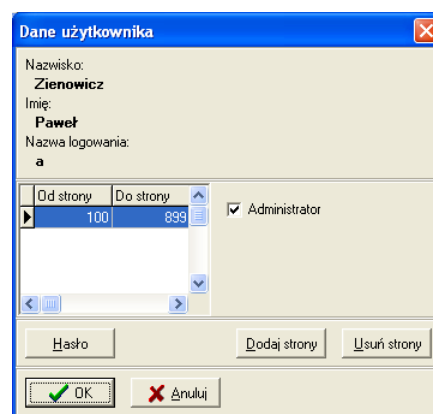 Dane użytkownika
Nazwisko:
Zienowicz
Imię:
Paweł
Nazwa logowania:
a
Od strony Do strony
100 899
Administrator
Hasło Dodaj strony Usuń strony
OK Anuluj